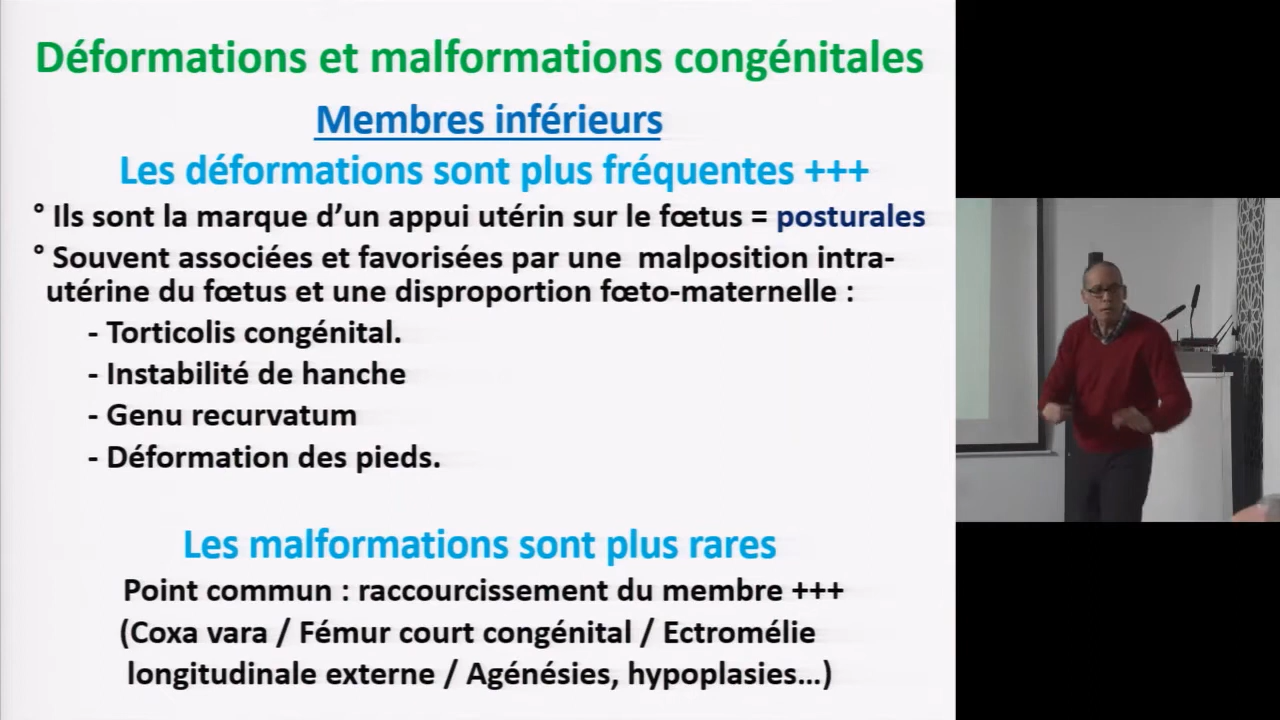 Déformations et malformations congénitales
Membres inférieurs
Les déformations sont plus fréquentes +++
° Ils sont la marque d’un appui utérin sur le fœtus = posturales
° Souvent associées et favorisées par une malposition intra-
utérine du fœtus et une disproportion fœto-maternelle :
- Torticolis congénital.
- Instabilité de hanche
- Genu recurvatum
- Déformation des pieds.
Les malformations sont plus rares
Point commun : raccourcissement du membre +++
(Coxa vara / Fémur court congénital / Ectromélie
longitudinale externe / Agénésies, hypoplasies...)